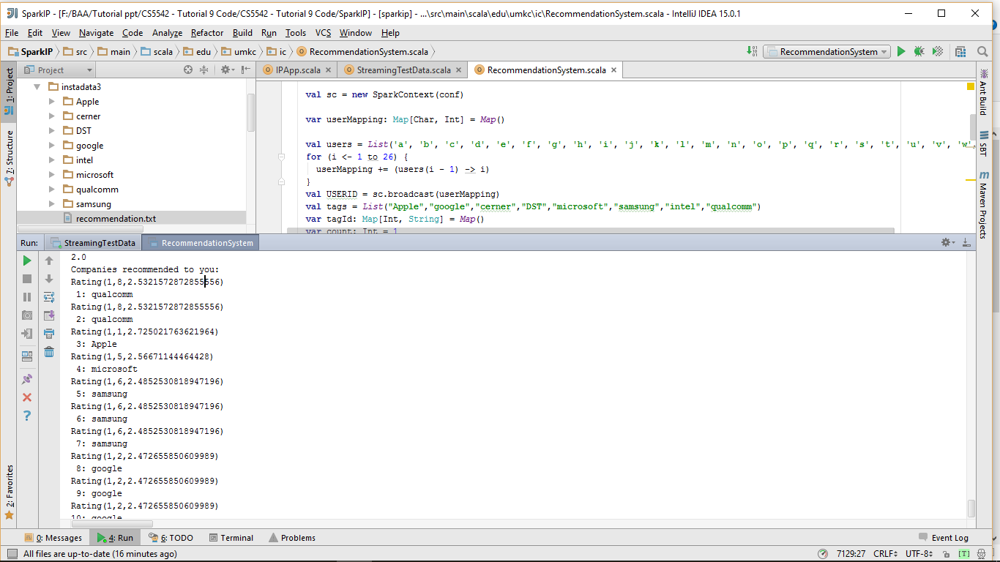 SparkIP - [F:/BAA/Tutorial ppt/CS5542 - Tutorial 9 Code/CS5542 - Tutorial 9 Code/SparkIP] - [sparkip] - ...\src\main\scala\edu\umkc\ic\RecommendationSystem.scala - IntelliJ IDEA 15.0.1
File Edit View Navigate Code Analyze Refactor Build Run Tools VCS Window Help
SparkIP src main scala edu umkc ic RecommendationSystem.scala RecommendationSystem
Project IPApp.scala StreamingTestData.scala RecommendationSystem.scala
1: Project
7: Structure
2: Favorites
instadata3
Apple
cerner
DST
google
intel
microsoft
qualcomm
samsung
recommendation.txt
val sc = new SparkContext(conf)
var userMapping: Map[Char, Int] = Map()
val users = List('a', 'b', 'c', 'd', 'e', 'f', 'g', 'h', 'i', 'j', 'k', 'l', 'm', 'n', 'o', 'p', 'q', 'r', 's', 't', 'u', 'v', 'w
for (i <- 1 to 26) {
userMapping += (users(i - 1) -> i)
}
val USERID = sc.broadcast(userMapping)
val tags = List("Apple","google","cerner","DST","microsoft","samsung","intel","qualcomm")
var tagId: Map[Int, String] = Map()
var count: Int = 1
Ant Build
SBT
Maven Projects
Run: StreamingTestData RecommendationSystem
2.0
Companies recommended to you:
Rating(1,8,2.5321572872855556)
1: qualcomm
Rating(1,8,2.5321572872855556)
2: qualcomm
Rating(1,1,2.725021763621964)
3: Apple
Rating(1,5,2.56671144464428)
4: microsoft
Rating(1,6,2.4852530818947196)
5: samsung
Rating(1,6,2.4852530818947196)
6: samsung
Rating(1,6,2.4852530818947196)
7: samsung
Rating(1,2,2.472655850609989)
8: google
Rating(1,2,2.472655850609989)
9: google
Rating(1,2,2.472655850609989)
10: google
0: Messages 4: Run 6: TODO Terminal Problems Event Log
All files are up-to-date (16 minutes ago) 7129:27 CRLF UTF-8 [T]